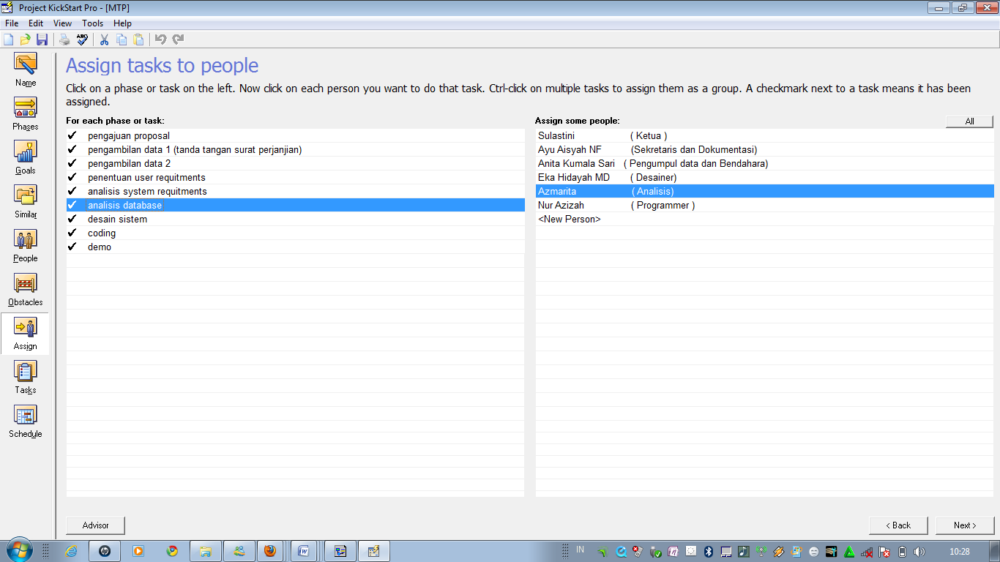 Project KickStart Pro - [MTP]
File Edit View Tools Help
ABC
Name
Phases
Goals
Similar
People
Obstacles
Assign
Tasks
Schedule
Assign tasks to people
Click on a phase or task on the left. Now click on each person you want to do that task. Ctrl-click on multiple tasks to assign them as a group. A checkmark next to a task means it has been
assigned.
For each phase or task:
pengajuan proposal
pengambilan data 1 (tanda tangan surat perjanjian)
pengambilan data 2
penentuan user requitments
analisis system requitments
analisis database
desain sistem
coding
demo
Assign some people:
All
Sulastini ( Ketua )
Ayu Aisyah NF (Sekretaris dan Dokumentasi)
Anita Kumala Sari ( Pengumpul data dan Bendahara)
Eka Hidayah MD ( Desainer)
Azmarita ( Analisis)
Nur Azizah ( Programmer )
<New Person>
Advisor
< Back
Next >
IN
10:28